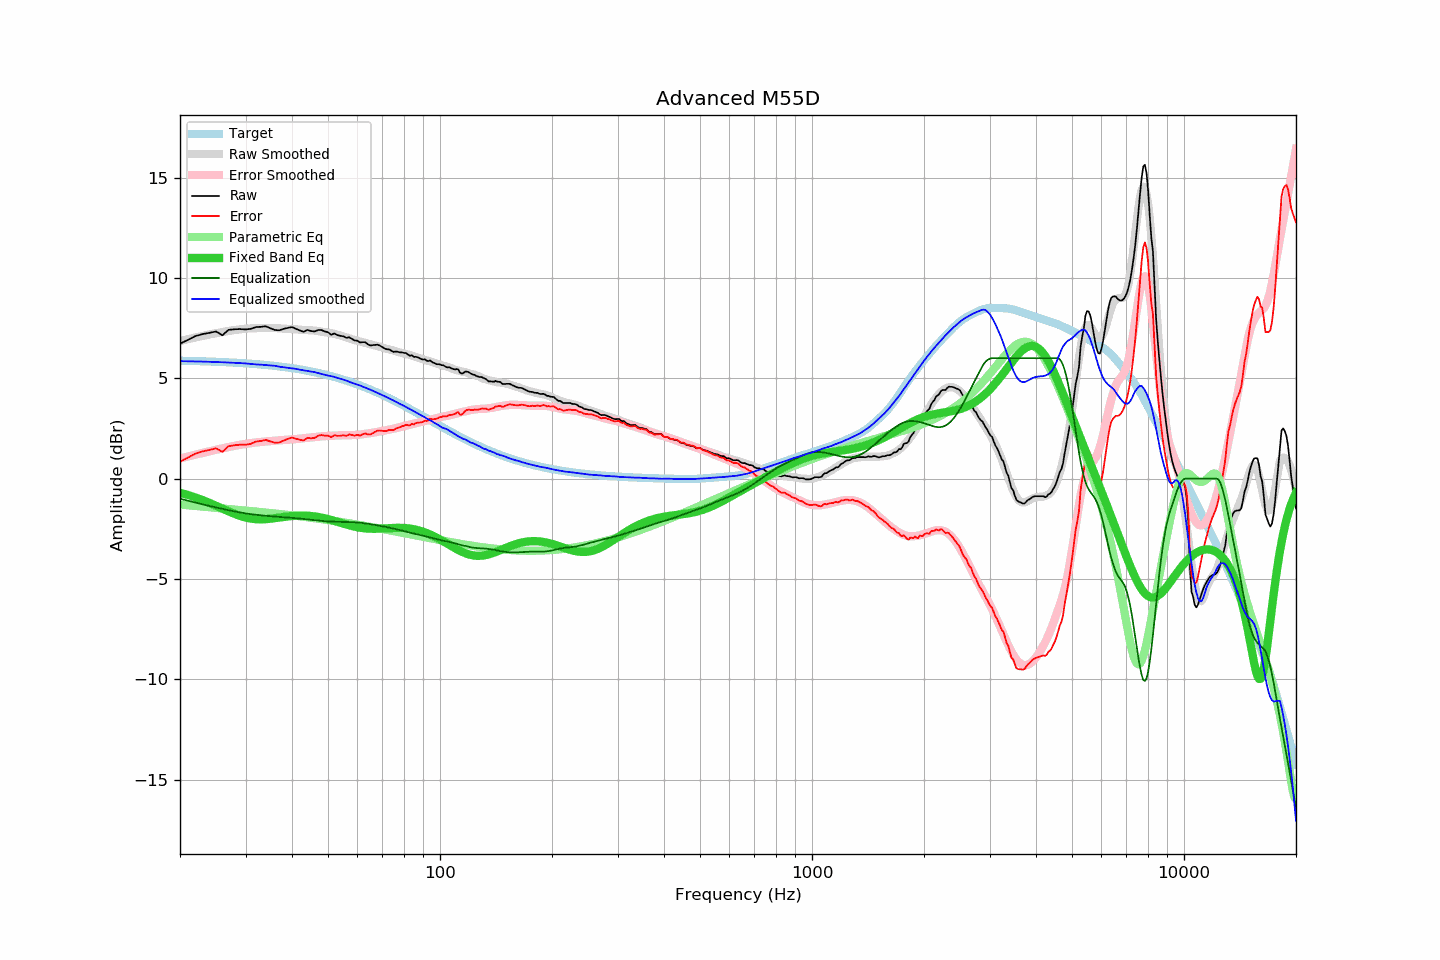 Advanced M55D
Target
Raw Smoothed
Error Smoothed
Raw
Error
Parametric Eq
Fixed Band Eq
Equalization
Equalized smoothed
15
10
5
0
−5
−10
−15
Amplitude (dBr)
100
1000
10000
Frequency (Hz)